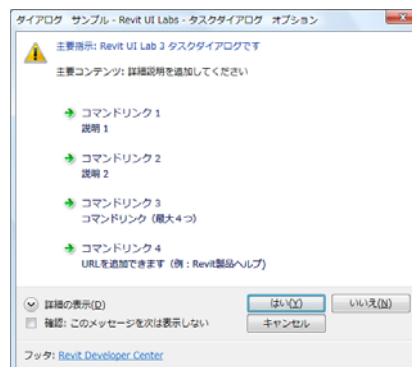 ダイアログ サンプル - Revit UI Labs - タスクダイアログ オプション
主要指示: Revit UI Lab 3 タスクダイアログです
主要コンテンツ: 詳細説明を追加してください
コマンドリンク 1
説明 1
コマンドリンク 2
説明 2
コマンドリンク 3
コマンドリンク (最大４つ)
コマンドリンク 4
URLを追加できます (例 : Revit製品ヘルプ)
詳細の表示(D) はい(Y) いいえ(N)
確認: このメッセージを次は表示しない キャンセル
フッタ: Revit Developer Center